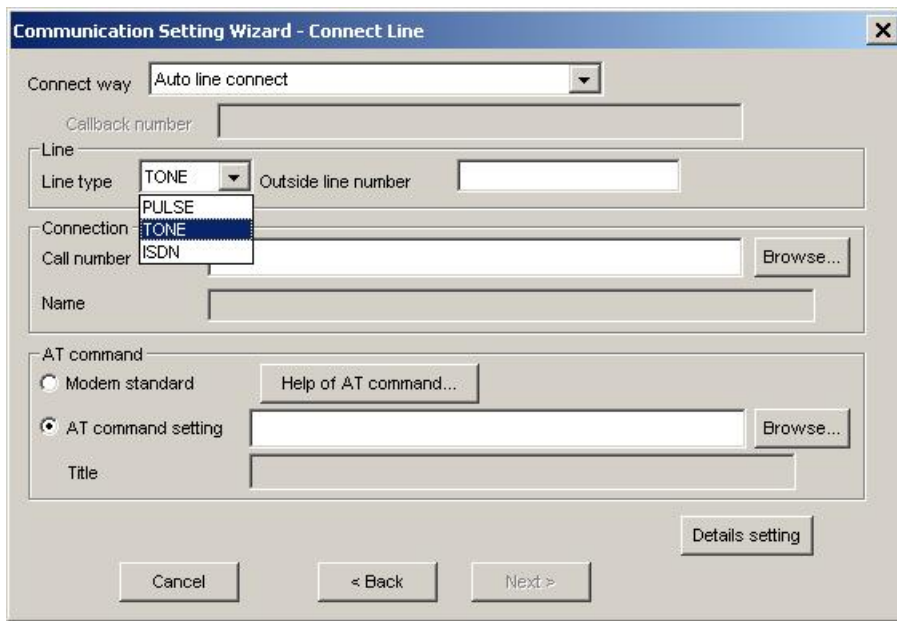 Communication Setting Wizard - Connect Line
Connect way Auto line connect
Callback number
Line
Line type TONE Outside line number
PULSE
Connection TONE
ISDN
Call number Browse...
Name
AT command
Modem standard Help of AT command...
AT command setting Browse...
Title
Details setting
Cancel < Back Next >